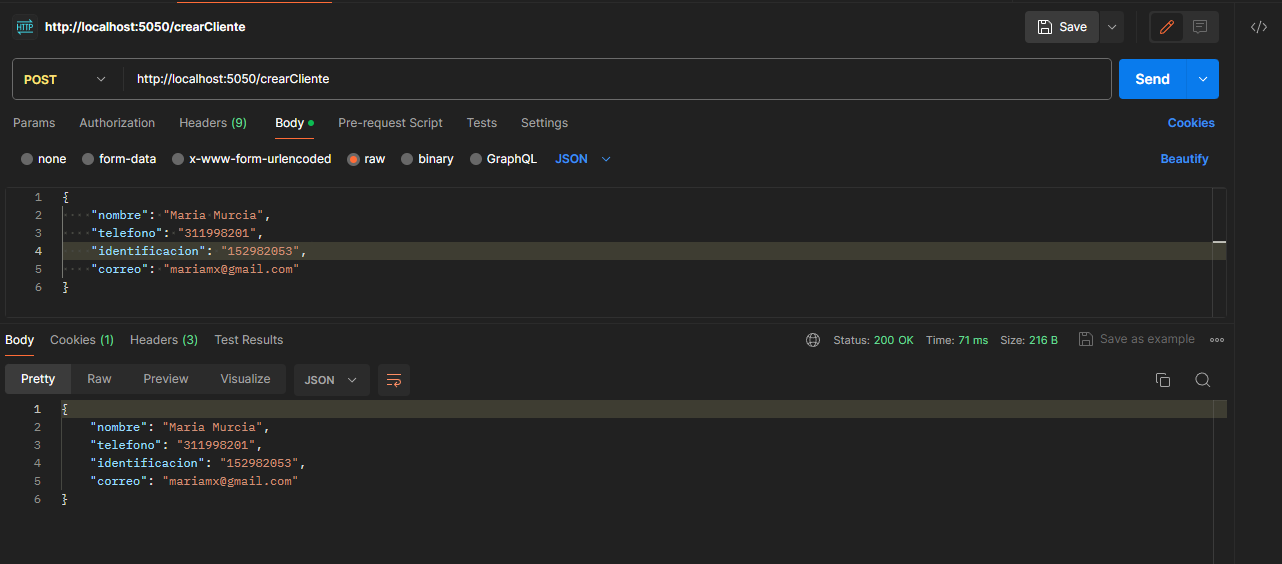 HTTP http://localhost:5050/crearCliente Save
POST http://localhost:5050/crearCliente Send
Params Authorization Headers (9) Body Pre-request Script Tests Settings Cookies
none form-data x-www-form-urlencoded raw binary GraphQL JSON Beautify
1 {
2 "nombre": "Maria Murcia",
3 "telefono": "311998201",
4 "identificacion": "152982053",
5 "correo": "mariamx@gmail.com"
6 }
Body Cookies (1) Headers (3) Test Results Status: 200 OK Time: 71 ms Size: 216 B Save as example
Pretty Raw Preview Visualize JSON
1 {
2 "nombre": "Maria Murcia",
3 "telefono": "311998201",
4 "identificacion": "152982053",
5 "correo": "mariamx@gmail.com"
6 }